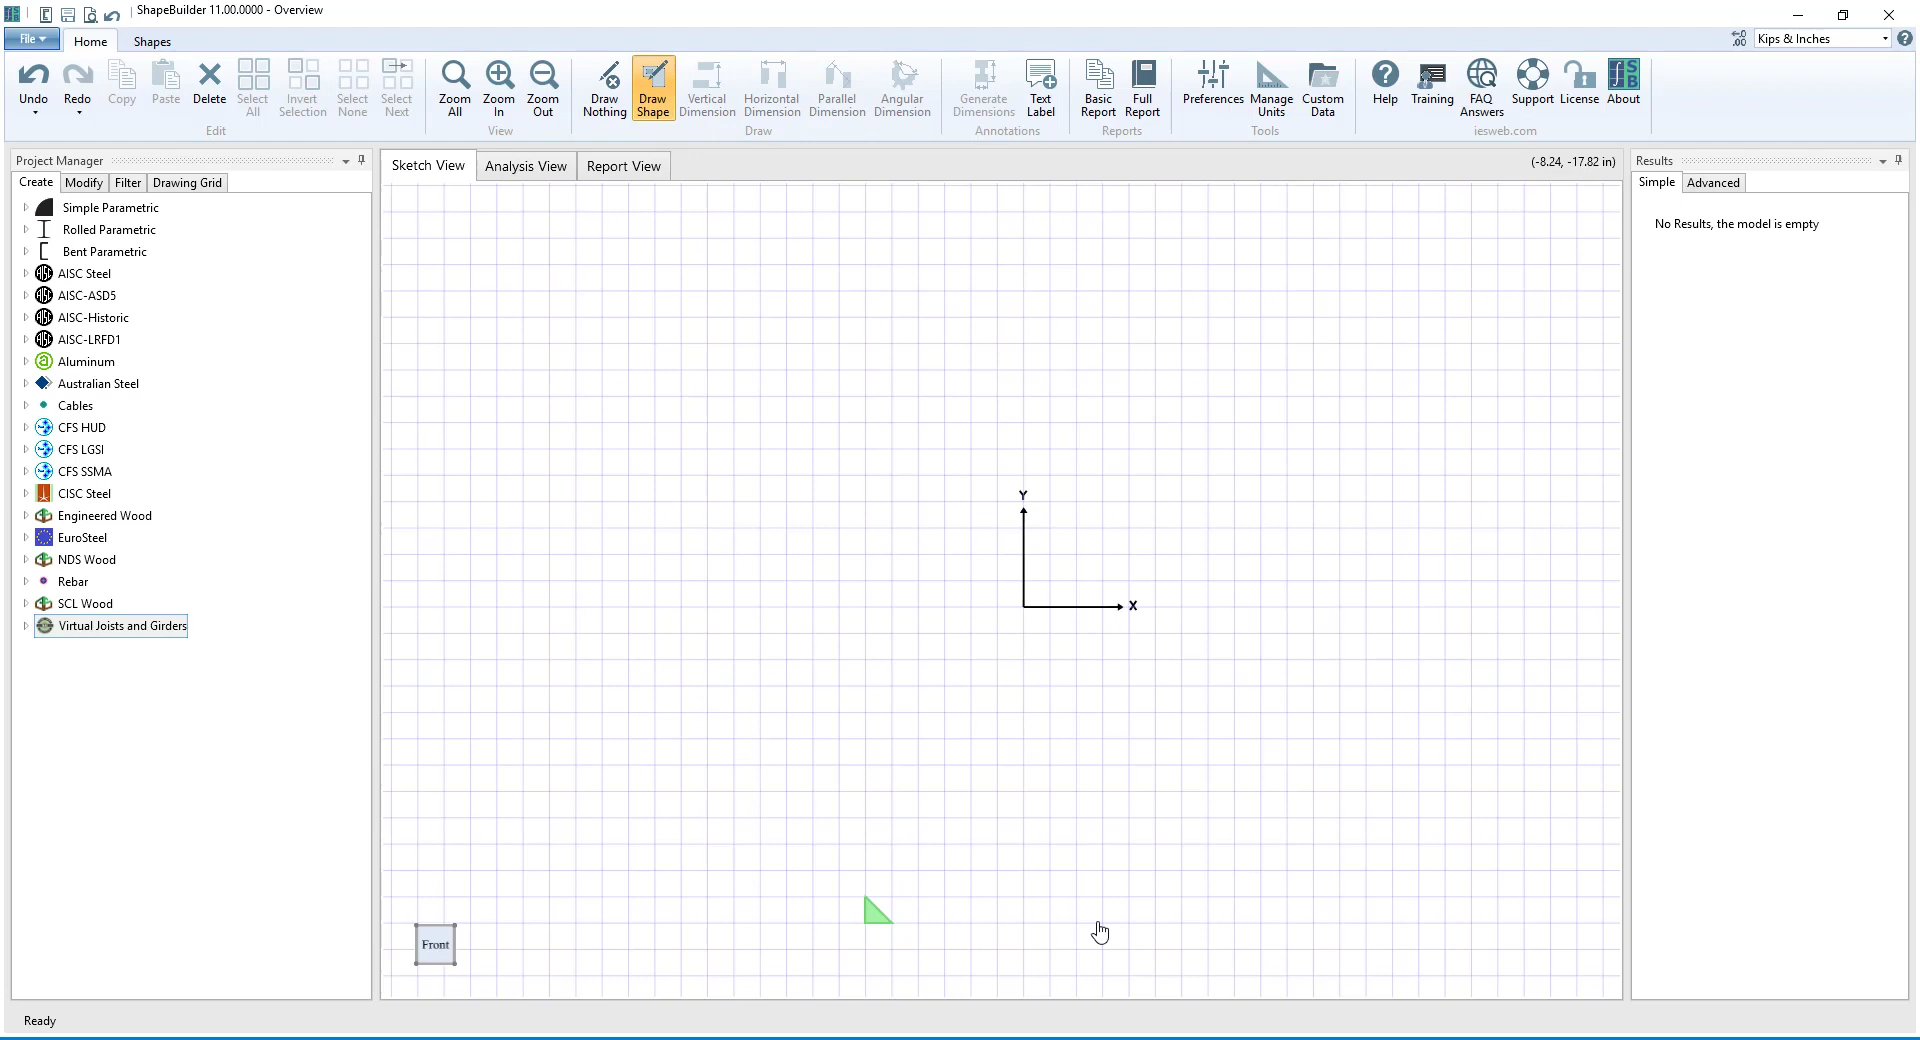 ShapeBuilder 11.00.0000 - Overview
File
Home
Shapes
Kips & Inches
Undo
Redo
Copy
Paste
Delete
Select All
Invert Selection
Select None
Select Next
Edit
Zoom All
Zoom In
Zoom Out
View
Draw Nothing
Draw Shape
Vertical Dimension
Horizontal Dimension
Parallel Dimension
Angular Dimension
Draw
Generate Dimensions
Text Label
Annotations
Basic Report
Full Report
Reports
Preferences
Manage Units
Custom Data
Tools
Help
Training
FAQ Answers
Support
License
About
iesweb.com
Project Manager
Create
Modify
Filter
Drawing Grid
Simple Parametric
Rolled Parametric
Bent Parametric
AISC Steel
AISC-ASD5
AISC-Historic
AISC-LRFD1
Aluminum
Australian Steel
Cables
CFS HUD
CFS LGSI
CFS SSMA
CISC Steel
Engineered Wood
EuroSteel
NDS Wood
Rebar
SCL Wood
Virtual Joists and Girders
Sketch View
Analysis View
Report View
(-8.24, -17.82 in)
Y
X
Front
Results
Simple
Advanced
No Results, the model is empty
Ready